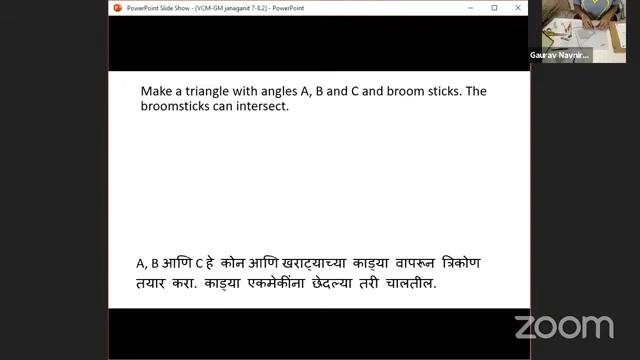 PowerPoint Slide Show - [VCM-GM janaganit 7-8.2] - PowerPoint
Gaurav Navnir...
Make a triangle with angles A, B and C and broom sticks. The
broomsticks can intersect.
A, B आणि C हे कोन आणि खराट्याच्या काड्या वापरून त्रिकोण
तयार करा. काड्या एकमेकींना छेदल्या तरी चालतील.
zoom